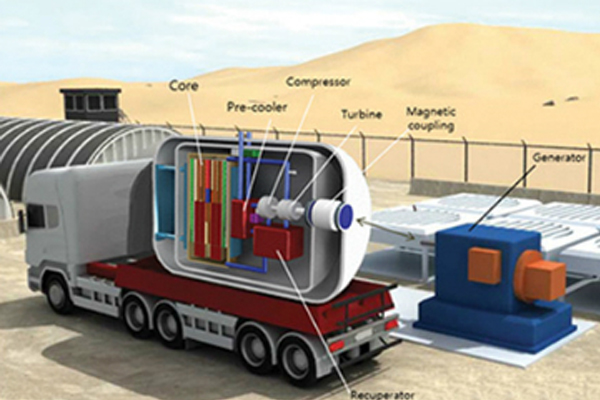 Core
Compressor
Pre-cooler
Turbine
Magnetic
coupling
Generator
Recuperator